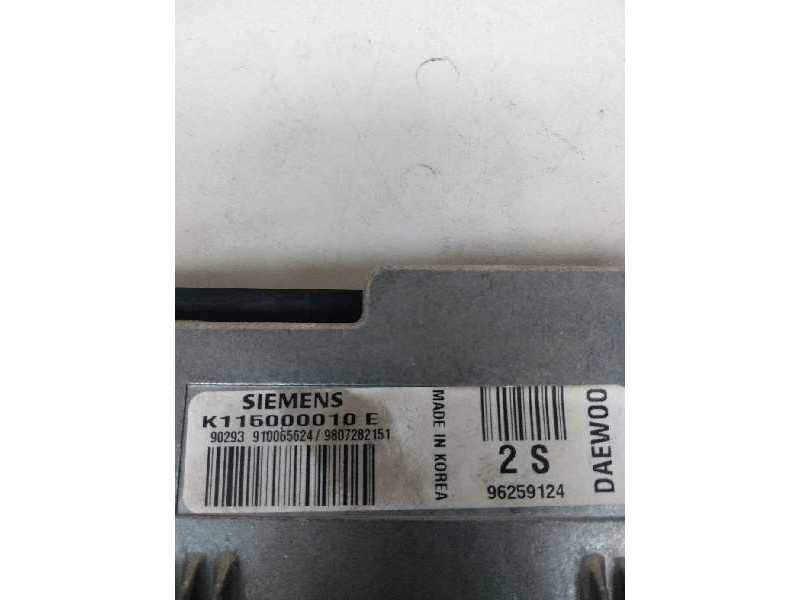 SIEMENS
K115000010 E
90293 910065624 / 9807282151
MADE IN KOREA
2 S
96259124
DAEWOO